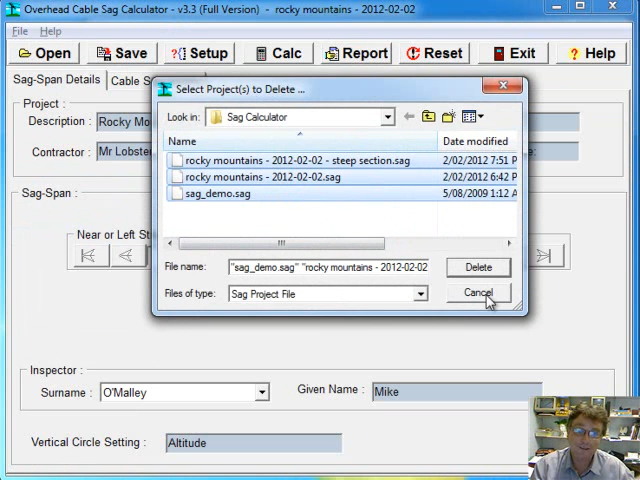 Overhead Cable Sag Calculator - v3.3 (Full Version) - rocky mountains - 2012-02-02
File Help
Open Save Setup Calc Report Reset Exit Help
Sag-Span Details Cable S
Project :
Description : Rocky Mo
Contractor : Mr Lobster
Select Project(s) to Delete ...
Look in : Sag Calculator
Name Date modified
rocky mountains - 2012-02-02 - steep section.sag 2/02/2012 7:51 P
rocky mountains - 2012-02-02.sag 2/02/2012 6:42 P
sag_demo.sag 5/08/2009 1:12 A
File name: "sag_demo.sag" "rocky mountains - 2012-02-02 Delete
Files of type: Sag Project File Cancel
Sag-Span :
Near or Left St
Inspector :
Surname : O'Malley Given Name : Mike
Vertical Circle Setting : Altitude